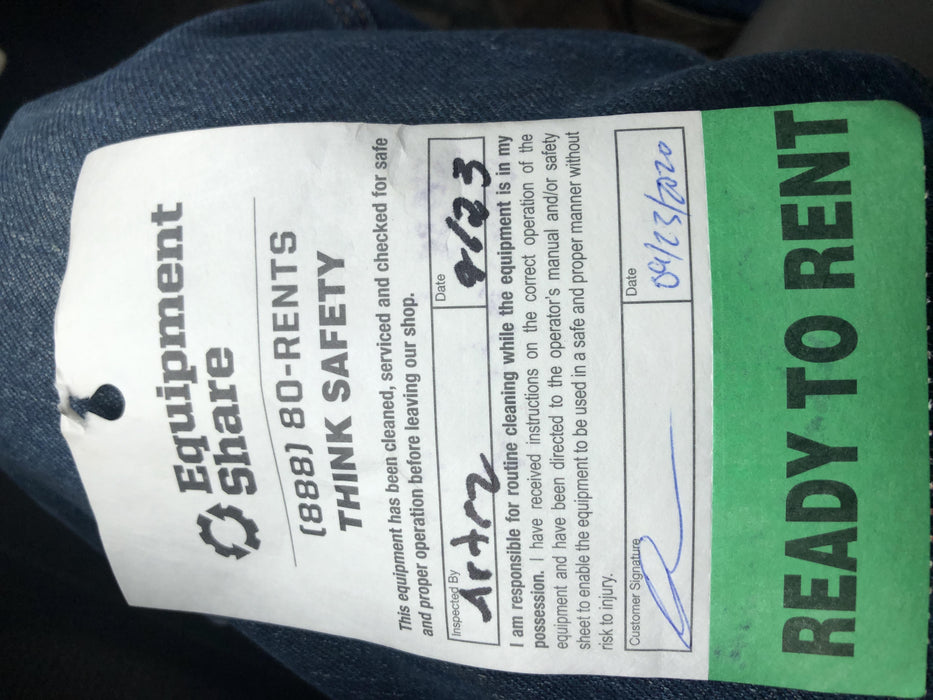 Equipment
Share
(888) 80-RENTS
THINK SAFETY
This equipment has been cleaned, serviced and checked for safe
and proper operation before leaving our shop.
Inspected By
Date
9/23
I am responsible for routine cleaning while the equipment is in my
possession. I have received instructions on the correct operation of the
equipment and have been directed to the operator's manual and/or safety
sheet to enable the equipment to be used in a safe and proper manner without
risk to injury.
Customer Signature
Date
09/23/2020
READY TO RENT